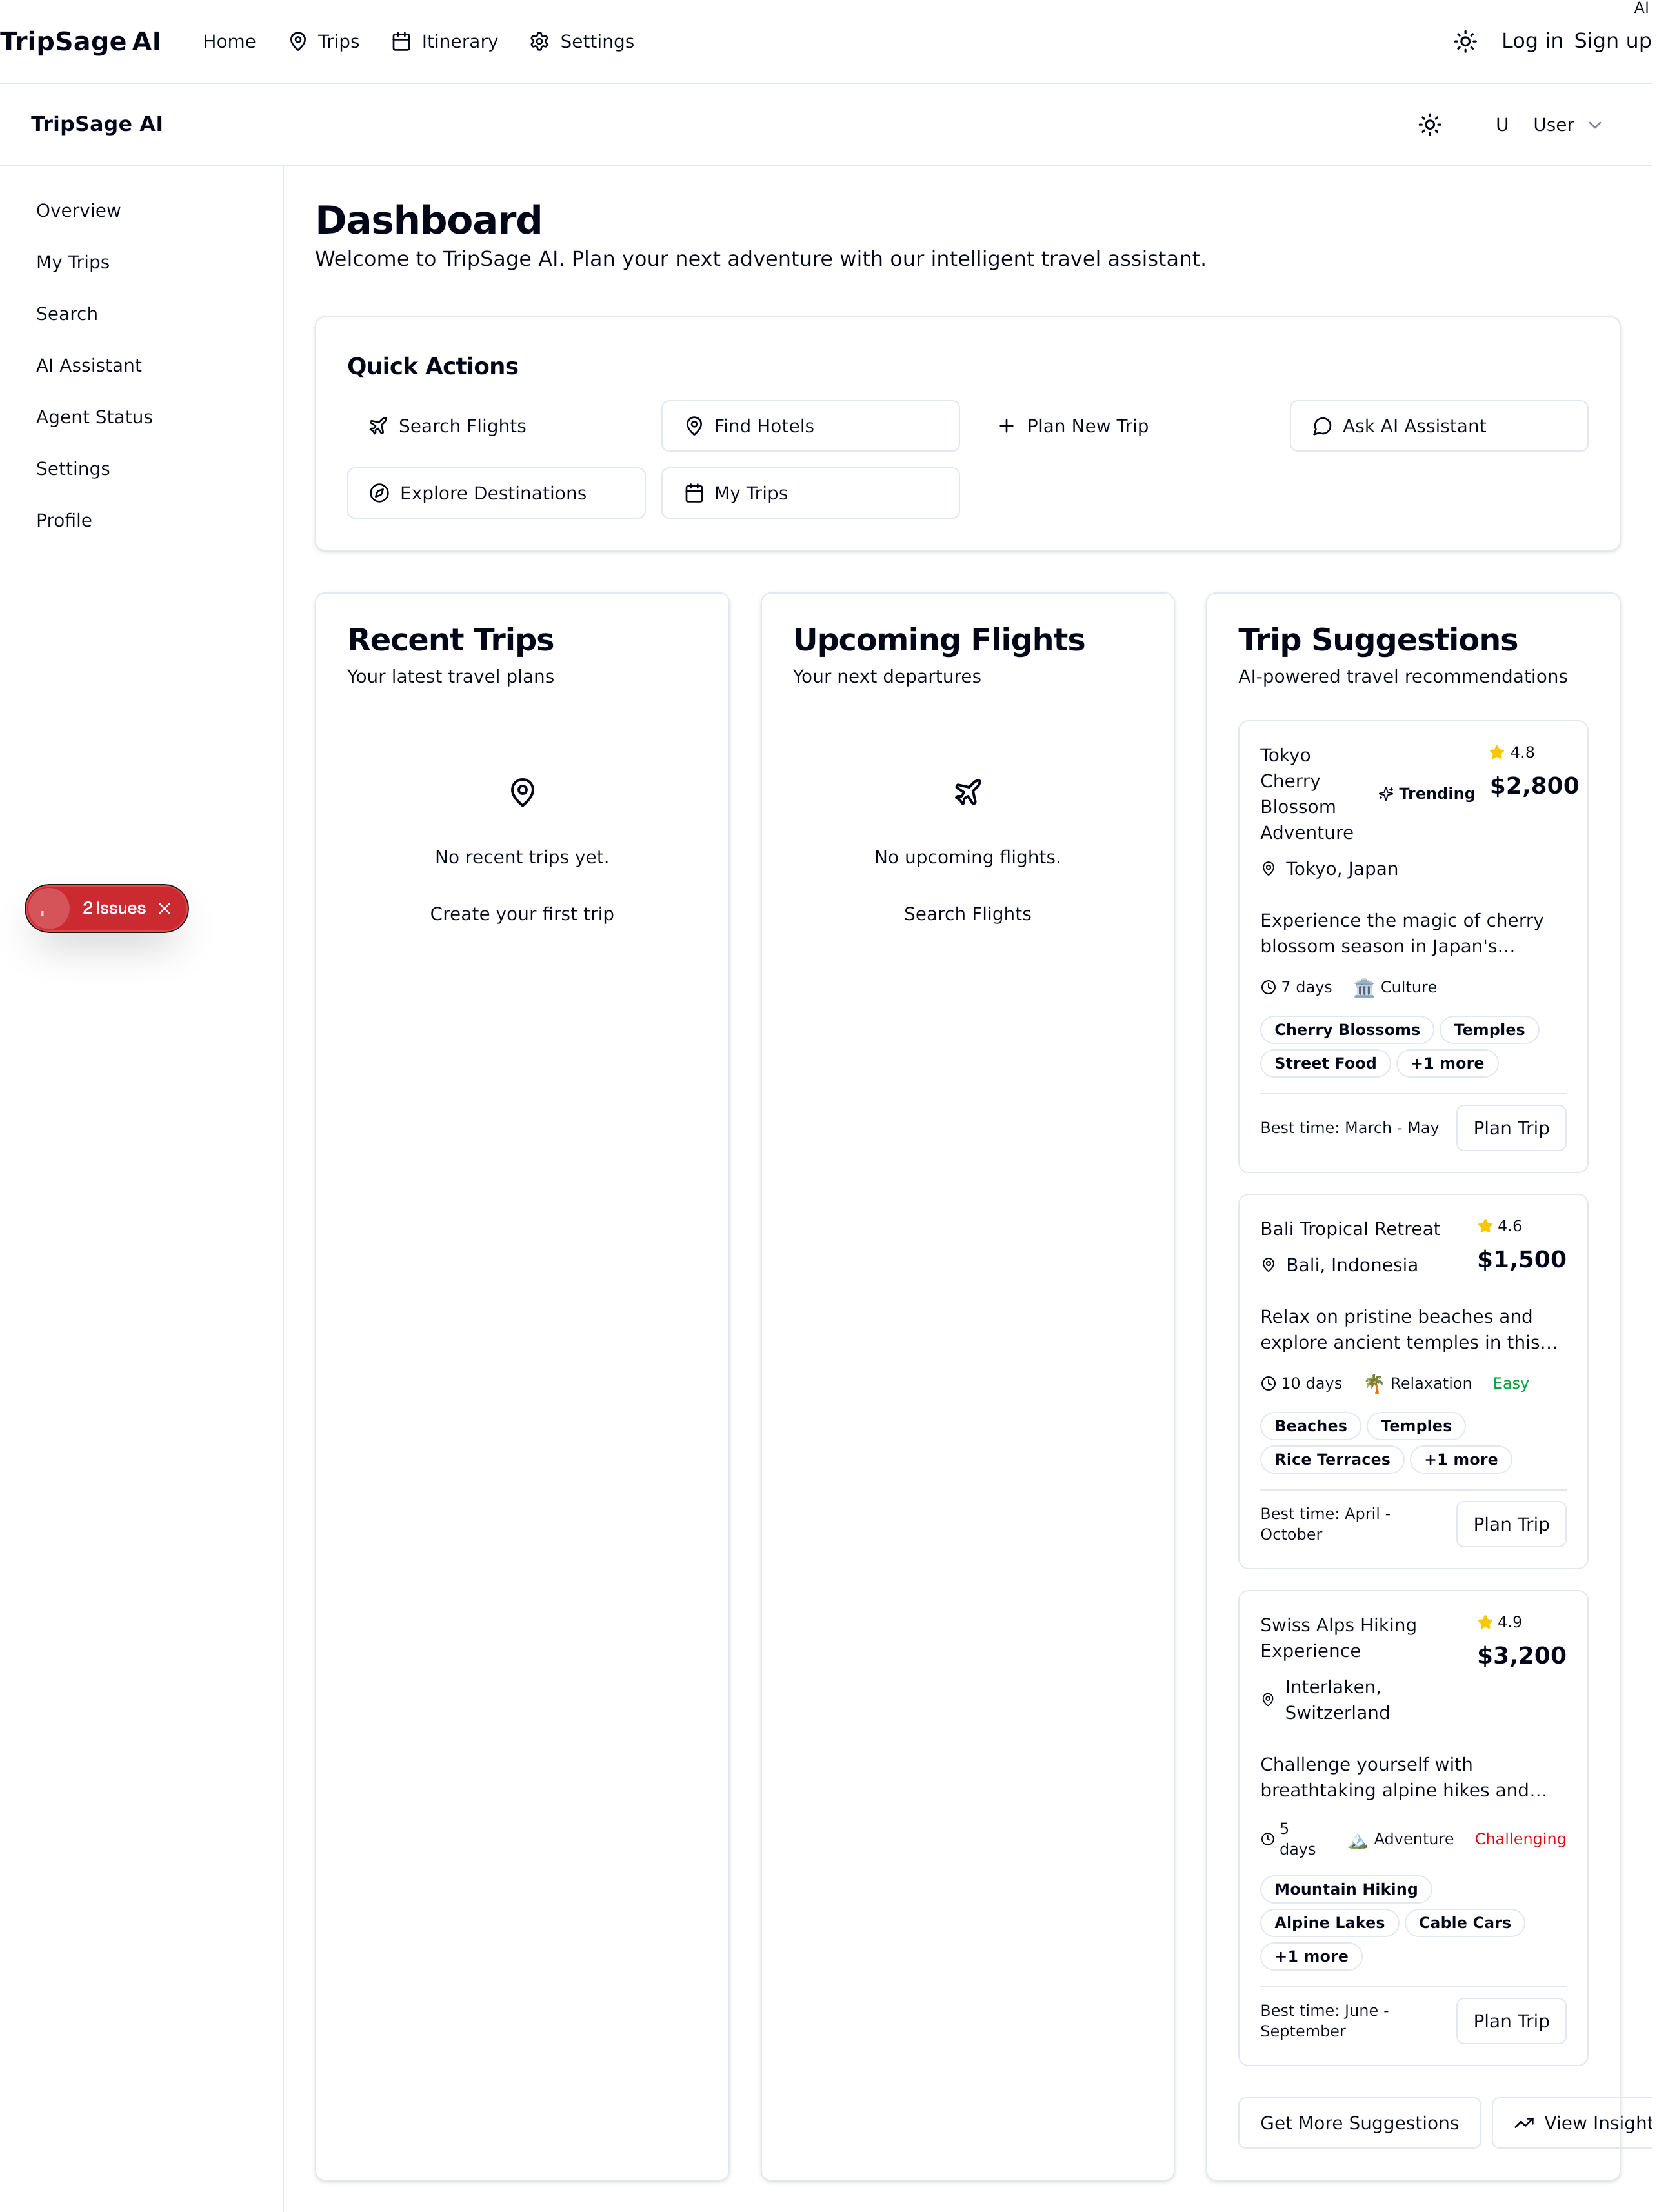 AI
TripSage AI
Home
Trips
Itinerary
Settings
Log in
Sign up
TripSage AI
U
User
Overview
My Trips
Search
AI Assistant
Agent Status
Settings
Profile
2 Issues
Dashboard
Welcome to TripSage AI. Plan your next adventure with our intelligent travel assistant.
Quick Actions
Search Flights
Find Hotels
Plan New Trip
Ask AI Assistant
Explore Destinations
My Trips
Recent Trips
Your latest travel plans
No recent trips yet.
Create your first trip
Upcoming Flights
Your next departures
No upcoming flights.
Search Flights
Trip Suggestions
AI-powered travel recommendations
Tokyo
Cherry
Blossom
Adventure
Trending
4.8
$2,800
Tokyo, Japan
Experience the magic of cherry
blossom season in Japan's...
7 days
Culture
Cherry Blossoms
Temples
Street Food
+1 more
Best time: March - May
Plan Trip
Bali Tropical Retreat
4.6
$1,500
Bali, Indonesia
Relax on pristine beaches and
explore ancient temples in this...
10 days
Relaxation
Easy
Beaches
Temples
Rice Terraces
+1 more
Best time: April -
October
Plan Trip
Swiss Alps Hiking
Experience
4.9
$3,200
Interlaken,
Switzerland
Challenge yourself with
breathtaking alpine hikes and...
5
days
Adventure
Challenging
Mountain Hiking
Alpine Lakes
Cable Cars
+1 more
Best time: June -
September
Plan Trip
Get More Suggestions
View Insight